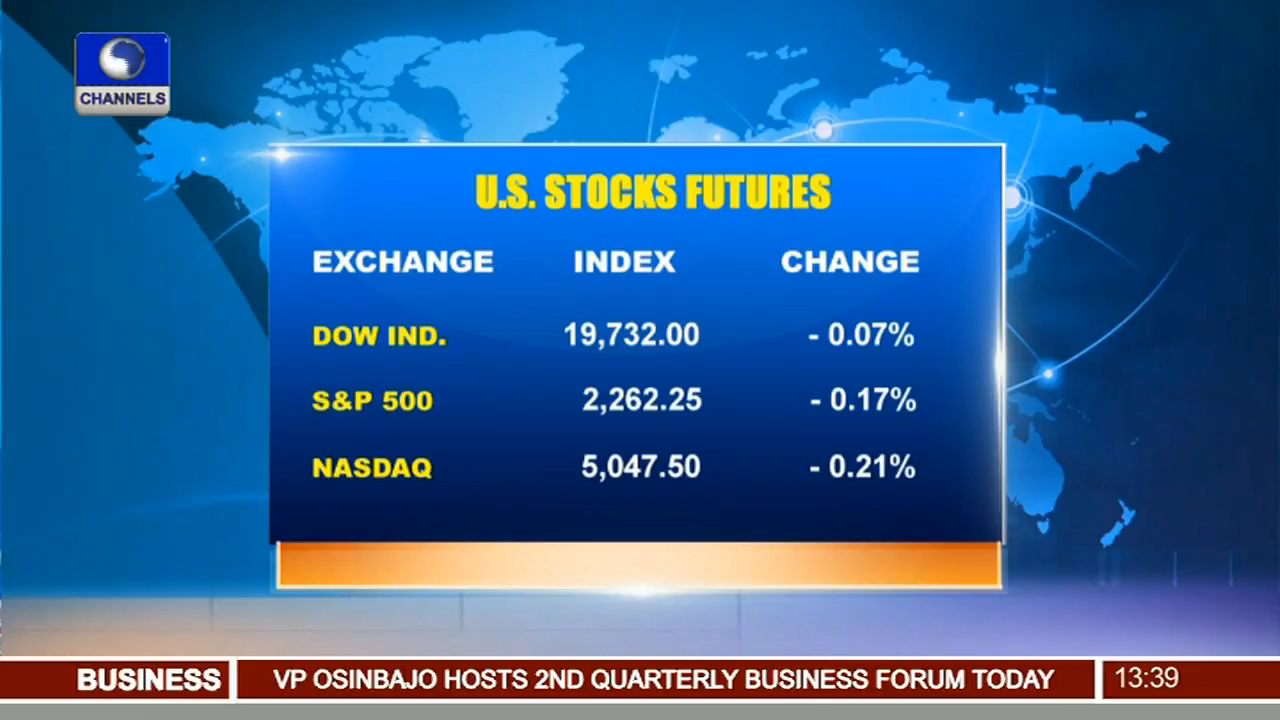 CHANNELS
U.S. STOCKS FUTURES
EXCHANGE INDEX CHANGE
DOW IND. 19,732.00 - 0.07%
S&P 500 2,262.25 - 0.17%
NASDAQ 5,047.50 - 0.21%
BUSINESS VP OSINBAJO HOSTS 2ND QUARTERLY BUSINESS FORUM TODAY 13:39